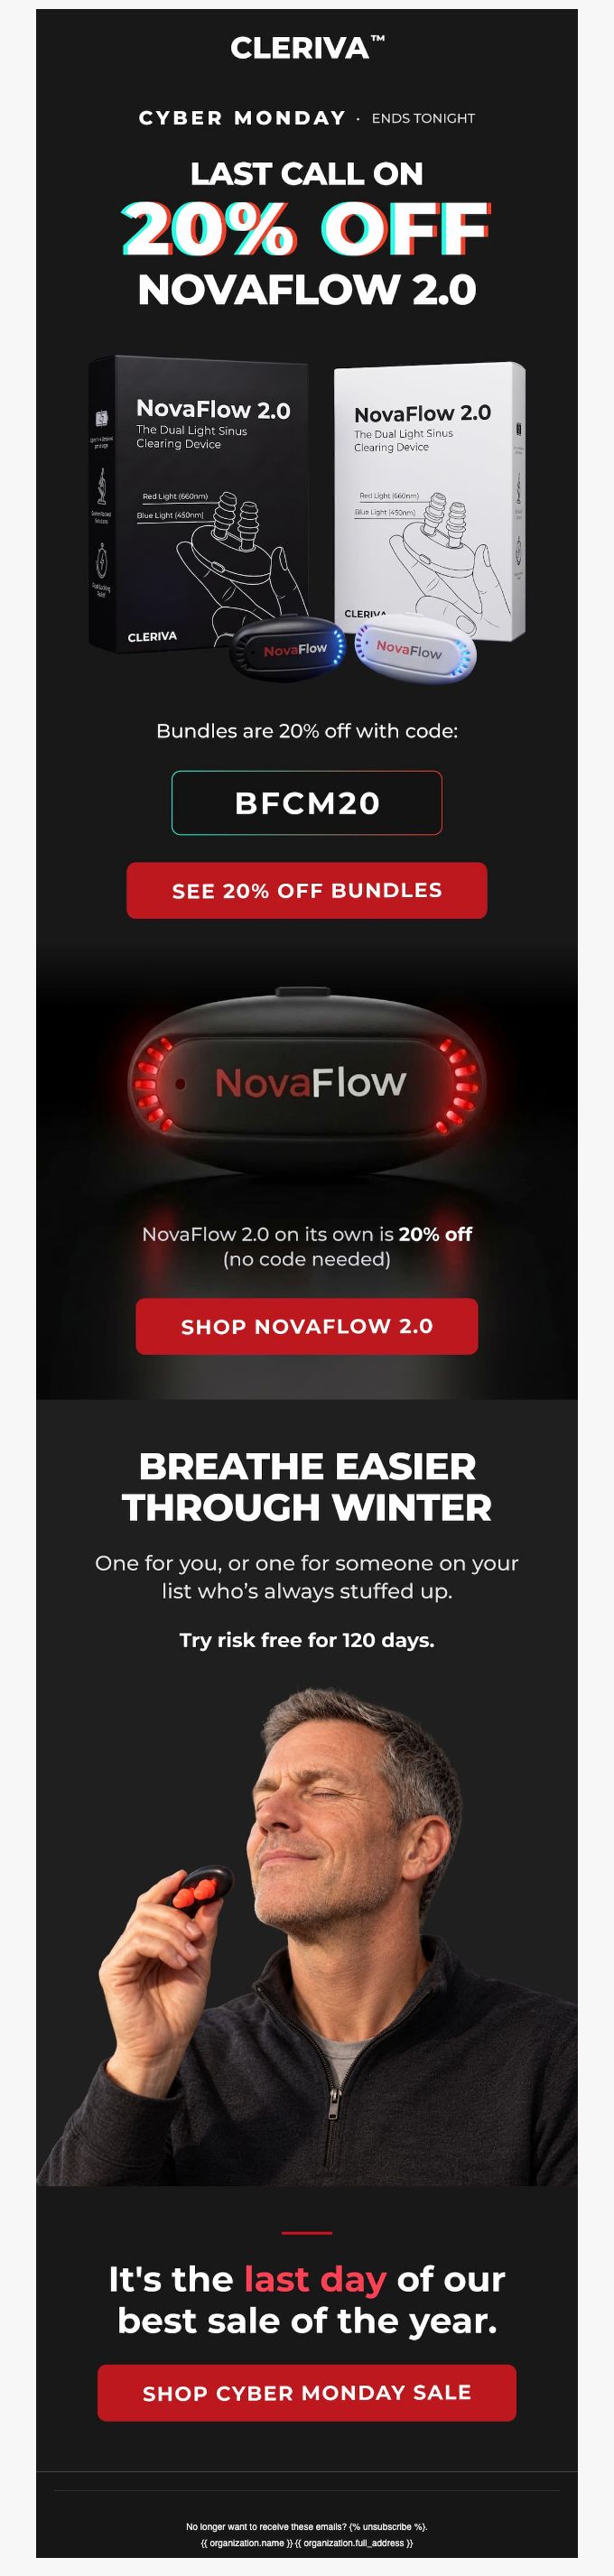 CLERIVA™
CYBER MONDAY · ENDS TONIGHT
LAST CALL ON
20% OFF
NOVAFLOW 2.0
NovaFlow 2.0
The Dual Light Sinus
Clearing Device
Red Light (660nm)
Blue Light (450nm)
CLERIVA
NovaFlow 2.0
The Dual Light Sinus
Clearing Device
Red Light (660nm)
Blue Light (450nm)
CLERIVA
NovaFlow
NovaFlow
Bundles are 20% off with code:
BFCM20
SEE 20% OFF BUNDLES
NovaFlow
NovaFlow 2.0 on its own is 20% off
(no code needed)
SHOP NOVAFLOW 2.0
BREATHE EASIER
THROUGH WINTER
One for you, or one for someone on your
list who’s always stuffed up.
Try risk free for 120 days.
It's the last day of our
best sale of the year.
SHOP CYBER MONDAY SALE
No longer want to receive these emails? {% unsubscribe %}.
{{ organization.name }} {{ organization.full_address }}